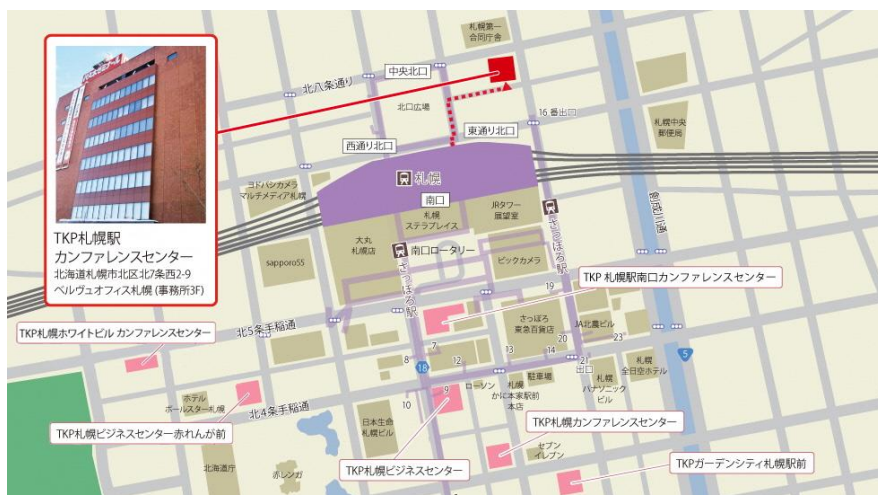 札幌第一
合同庁舎
中央北口
北八条通り
北口広場
16 番出口
東通り北口
西通り北口
札幌中央
郵便局
札幌
ヨドバシカメラ
マルチメディア札幌
南口
札幌
ステラプレイス
JRタワー
展望室
創成川通
TKP札幌駅
カンファレンスセンター
北海道札幌市北区北7条西2-9
ベルヴュオフィス札幌 (事務所3F)
大丸
札幌店
南口ロータリー
さっぽろ駅
さっぽろ駅
sapporo55
ビックカメラ
TKP 札幌駅南口カンファレンスセンター
19
TKP札幌ホワイトビル カンファレンスセンター
北5条手稲通
さっぽろ
東急百貨店
JA北農ビル
20
23
7
8
12
13
14
21
出口
18
5
札幌
全日空ホテル
札幌
パナソニック
ビル
駐車場
ローソン
札幌
かに本家駅前
本店
9
10
ホテル
ポールスター札幌
北4条手稲通
日本生命
札幌ビル
TKP札幌ビジネスセンター赤れんが前
TKP札幌カンファレンスセンター
セブン
イレブン
TKP札幌ビジネスセンター
TKPガーデンシティ札幌駅前
北海道庁
赤レンガ